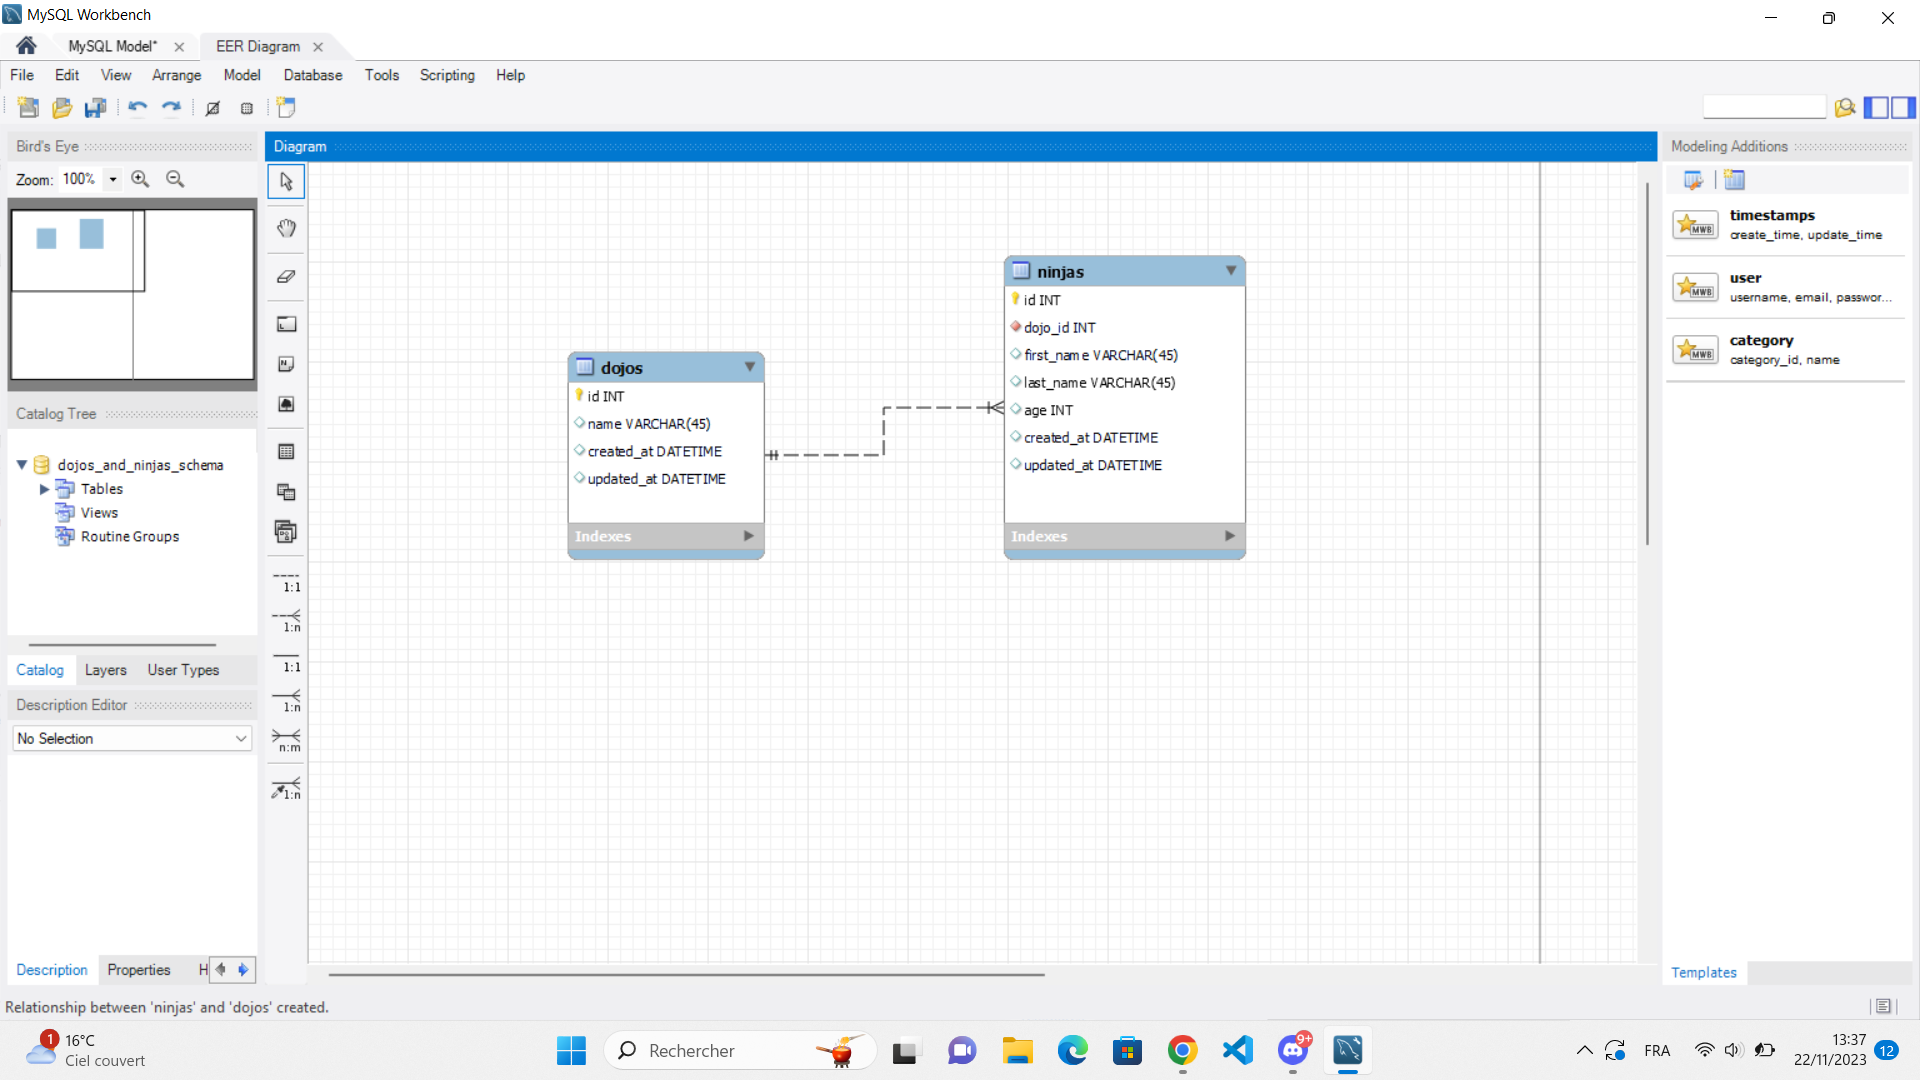 MySQL Workbench
MySQL Model*
EER Diagram
File Edit View Arrange Model Database Tools Scripting Help
Bird's Eye
Zoom: 100%
Catalog Tree
dojos_and_ninjas_schema
Tables
Views
Routine Groups
Catalog Layers User Types
Description Editor
No Selection
Description Properties H
Diagram
1:1
1:n
1:1
1:n
n:m
1:n
dojos
id INT
name VARCHAR(45)
created_at DATETIME
updated_at DATETIME
Indexes
ninjas
id INT
dojo_id INT
first_name VARCHAR(45)
last_name VARCHAR(45)
age INT
created_at DATETIME
updated_at DATETIME
Indexes
Modeling Additions
MWB
timestamps
create_time, update_time
MWB
user
username, email, passwor...
MWB
category
category_id, name
Templates
Relationship between 'ninjas' and 'dojos' created.
1
16°C
Ciel couvert
Rechercher
9+
FRA
13:37
22/11/2023
12